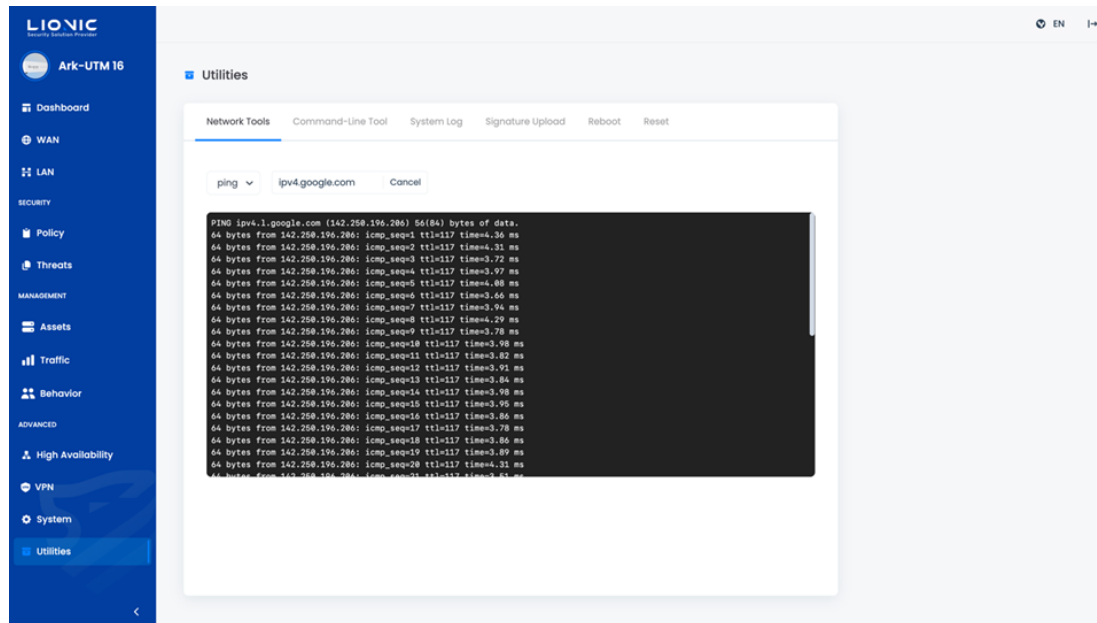 LIONIC
Security Solution Provider
EN
Ark-UTM 16
Utilities
Dashboard
WAN
LAN
SECURITY
Policy
Threats
MANAGEMENT
Assets
Traffic
Behavior
ADVANCED
High Availability
VPN
System
Utilities
Network Tools Command-Line Tool System Log Signature Upload Reboot Reset
ping ipv4.google.com Cancel
PING ipv4.l.google.com (142.250.196.206) 56(84) bytes of data.
64 bytes from 142.250.196.206: icmp_seq=1 ttl=117 time=4.36 ms
64 bytes from 142.250.196.206: icmp_seq=2 ttl=117 time=4.31 ms
64 bytes from 142.250.196.206: icmp_seq=3 ttl=117 time=3.72 ms
64 bytes from 142.250.196.206: icmp_seq=4 ttl=117 time=3.97 ms
64 bytes from 142.250.196.206: icmp_seq=5 ttl=117 time=4.08 ms
64 bytes from 142.250.196.206: icmp_seq=6 ttl=117 time=3.66 ms
64 bytes from 142.250.196.206: icmp_seq=7 ttl=117 time=3.94 ms
64 bytes from 142.250.196.206: icmp_seq=8 ttl=117 time=4.29 ms
64 bytes from 142.250.196.206: icmp_seq=9 ttl=117 time=3.78 ms
64 bytes from 142.250.196.206: icmp_seq=10 ttl=117 time=3.98 ms
64 bytes from 142.250.196.206: icmp_seq=11 ttl=117 time=3.82 ms
64 bytes from 142.250.196.206: icmp_seq=12 ttl=117 time=3.91 ms
64 bytes from 142.250.196.206: icmp_seq=13 ttl=117 time=3.84 ms
64 bytes from 142.250.196.206: icmp_seq=14 ttl=117 time=3.98 ms
64 bytes from 142.250.196.206: icmp_seq=15 ttl=117 time=3.95 ms
64 bytes from 142.250.196.206: icmp_seq=16 ttl=117 time=3.86 ms
64 bytes from 142.250.196.206: icmp_seq=17 ttl=117 time=3.78 ms
64 bytes from 142.250.196.206: icmp_seq=18 ttl=117 time=3.86 ms
64 bytes from 142.250.196.206: icmp_seq=19 ttl=117 time=3.89 ms
64 bytes from 142.250.196.206: icmp_seq=20 ttl=117 time=4.31 ms
64 bytes from 142.250.196.206: icmp_seq=21 ttl=117 time=3.51 ms